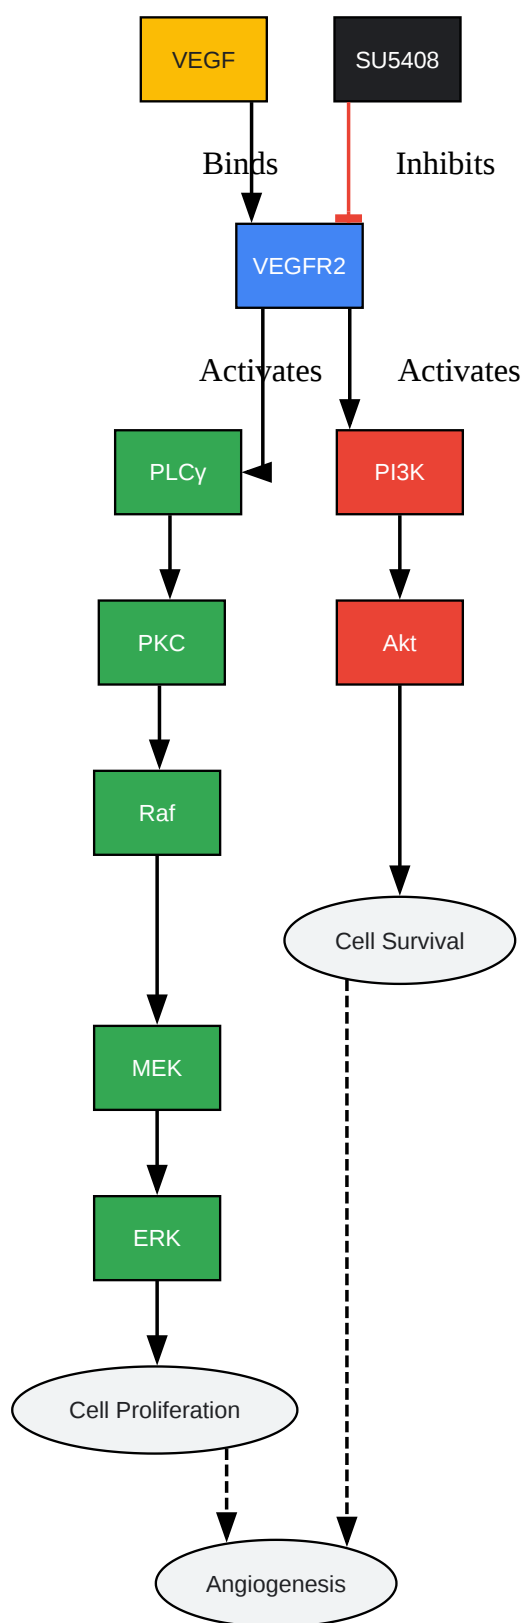 VEGF
SU5408
Binds
Inhibits
VEGFR2
Activates
Activates
PLCγ
PI3K
PKC
Akt
Raf
Cell Survival
MEK
ERK
Cell Proliferation
Angiogenesis